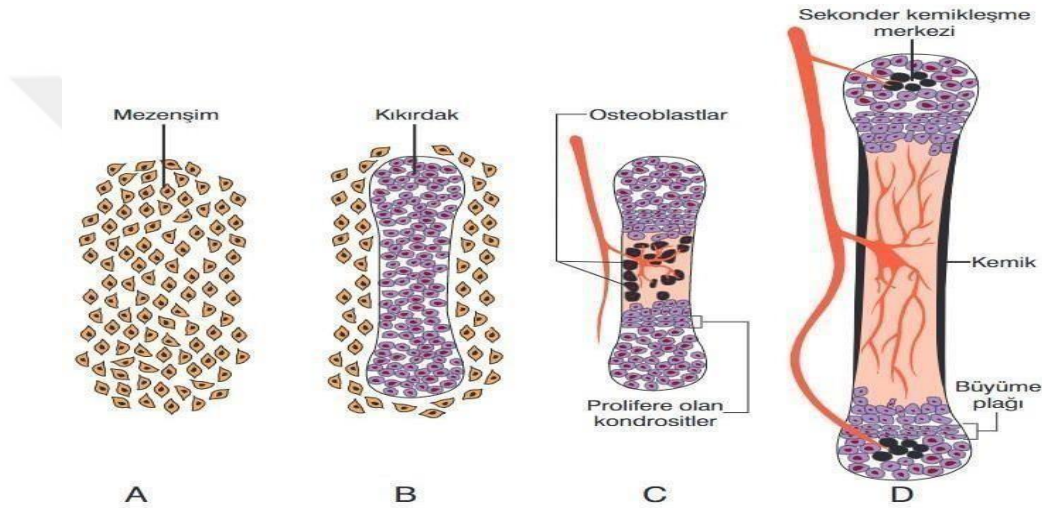 Sekonder kemikleşme
merkezi
Mezenşim
Kıkırdak
Osteoblastlar
Kemik
Büyüme
plağı
Prolifere olan
kondrositler
A
B
C
D